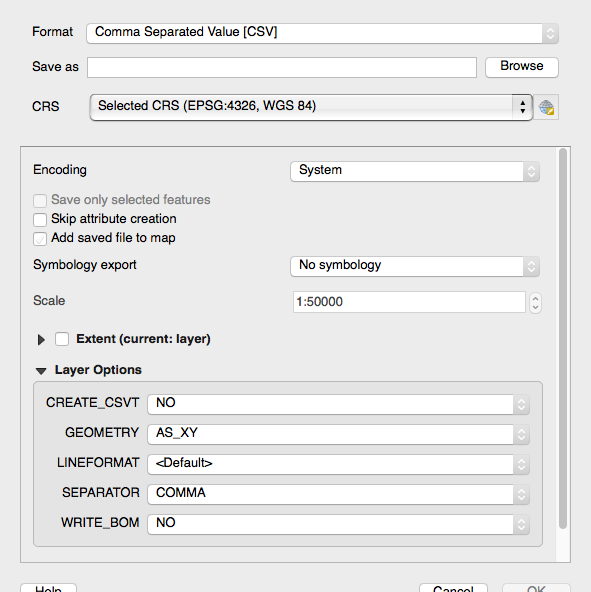 Format Comma Separated Value [CSV]
Save as Browse
CRS Selected CRS (EPSG:4326, WGS 84)
Encoding System
Save only selected features
Skip attribute creation
Add saved file to map
Symbology export No symbology
Scale 1:50000
Extent (current: layer)
Layer Options
CREATE_CSVT NO
GEOMETRY AS_XY
LINEFORMAT <Default>
SEPARATOR COMMA
WRITE_BOM NO
Help Cancel OK